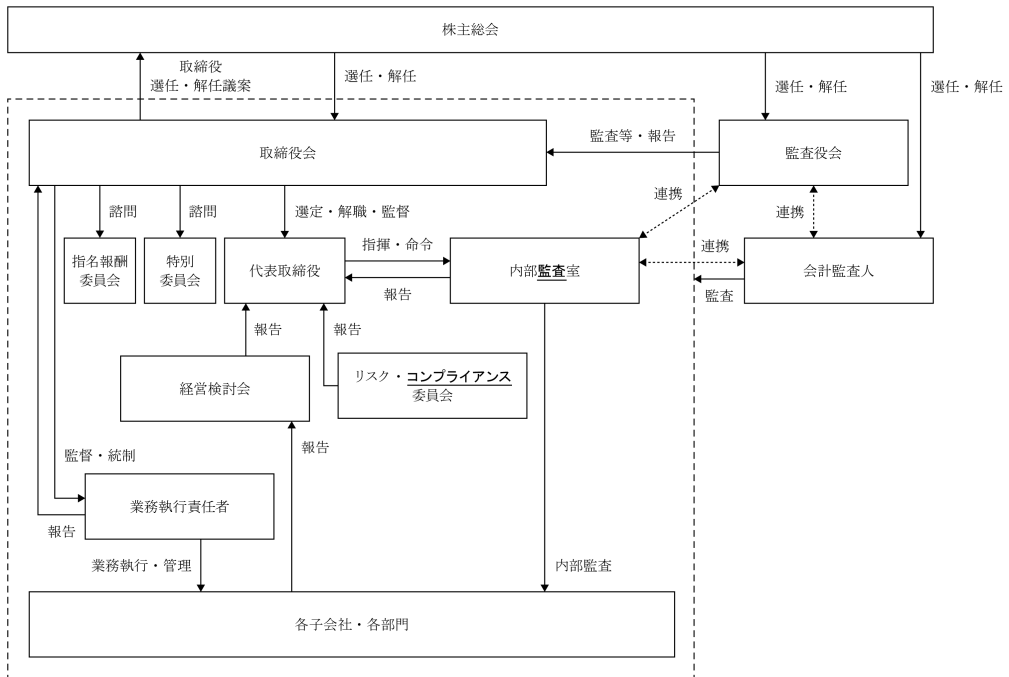 株主総会
取締役
選任・解任議案
選任・解任
選任・解任
選任・解任
取締役会
監査等・報告
監査役会
諮問
諮問
選定・解職・監督
連携
連携
指名報酬
委員会
特別
委員会
代表取締役
指揮・命令
報告
内部監査室
連携
監査
会計監査人
報告
報告
経営検討会
リスク・コンプライアンス
委員会
報告
監督・統制
業務執行責任者
報告
業務執行・管理
内部監査
各子会社・各部門